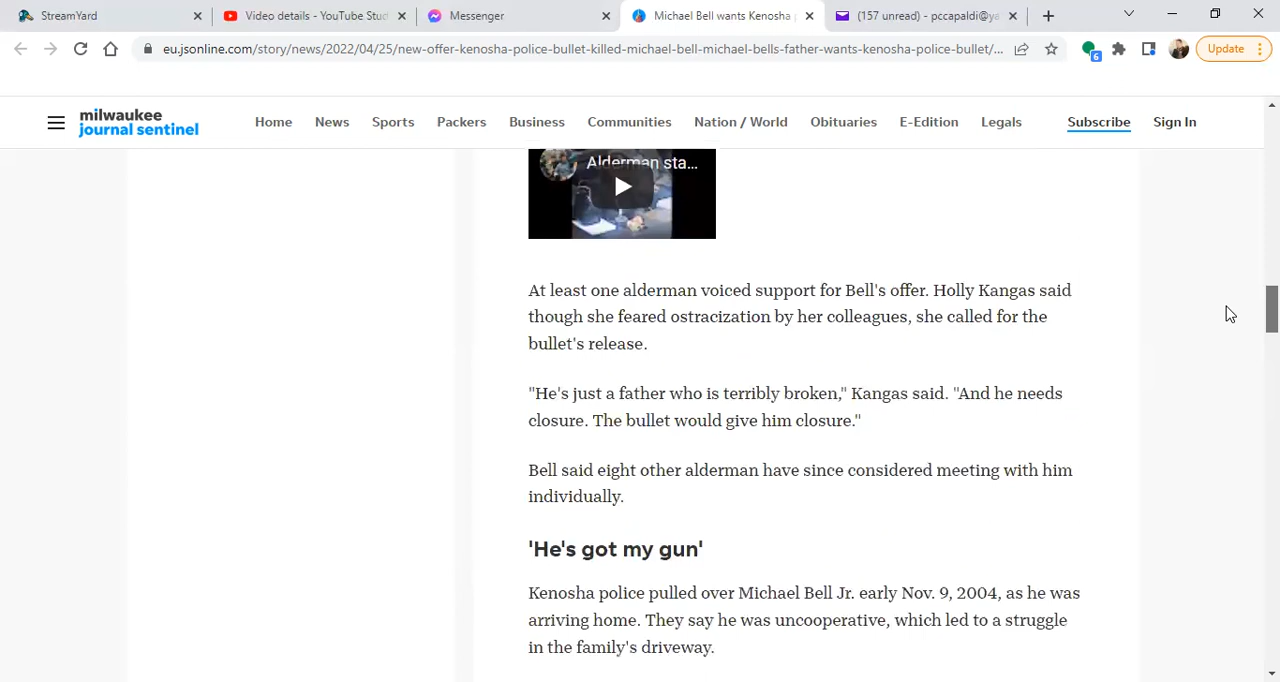 StreamYard
Video details - YouTube Stud
Messenger
Michael Bell wants Kenosha p
(157 unread) - pccapaldi@ya
eu.jsonline.com/story/news/2022/04/25/new-offer-kenosha-police-bullet-killed-michael-bell-michael-bells-father-wants-kenosha-police-bullet/...
6
Update
milwaukee
journal sentinel
Home News Sports Packers Business Communities Nation / World Obituaries E-Edition Legals Subscribe Sign In
Alderman sta...
At least one alderman voiced support for Bell's offer. Holly Kangas said
though she feared ostracization by her colleagues, she called for the
bullet's release.
"He's just a father who is terribly broken," Kangas said. "And he needs
closure. The bullet would give him closure."
Bell said eight other alderman have since considered meeting with him
individually.
'He's got my gun'
Kenosha police pulled over Michael Bell Jr. early Nov. 9, 2004, as he was
arriving home. They say he was uncooperative, which led to a struggle
in the family's driveway.